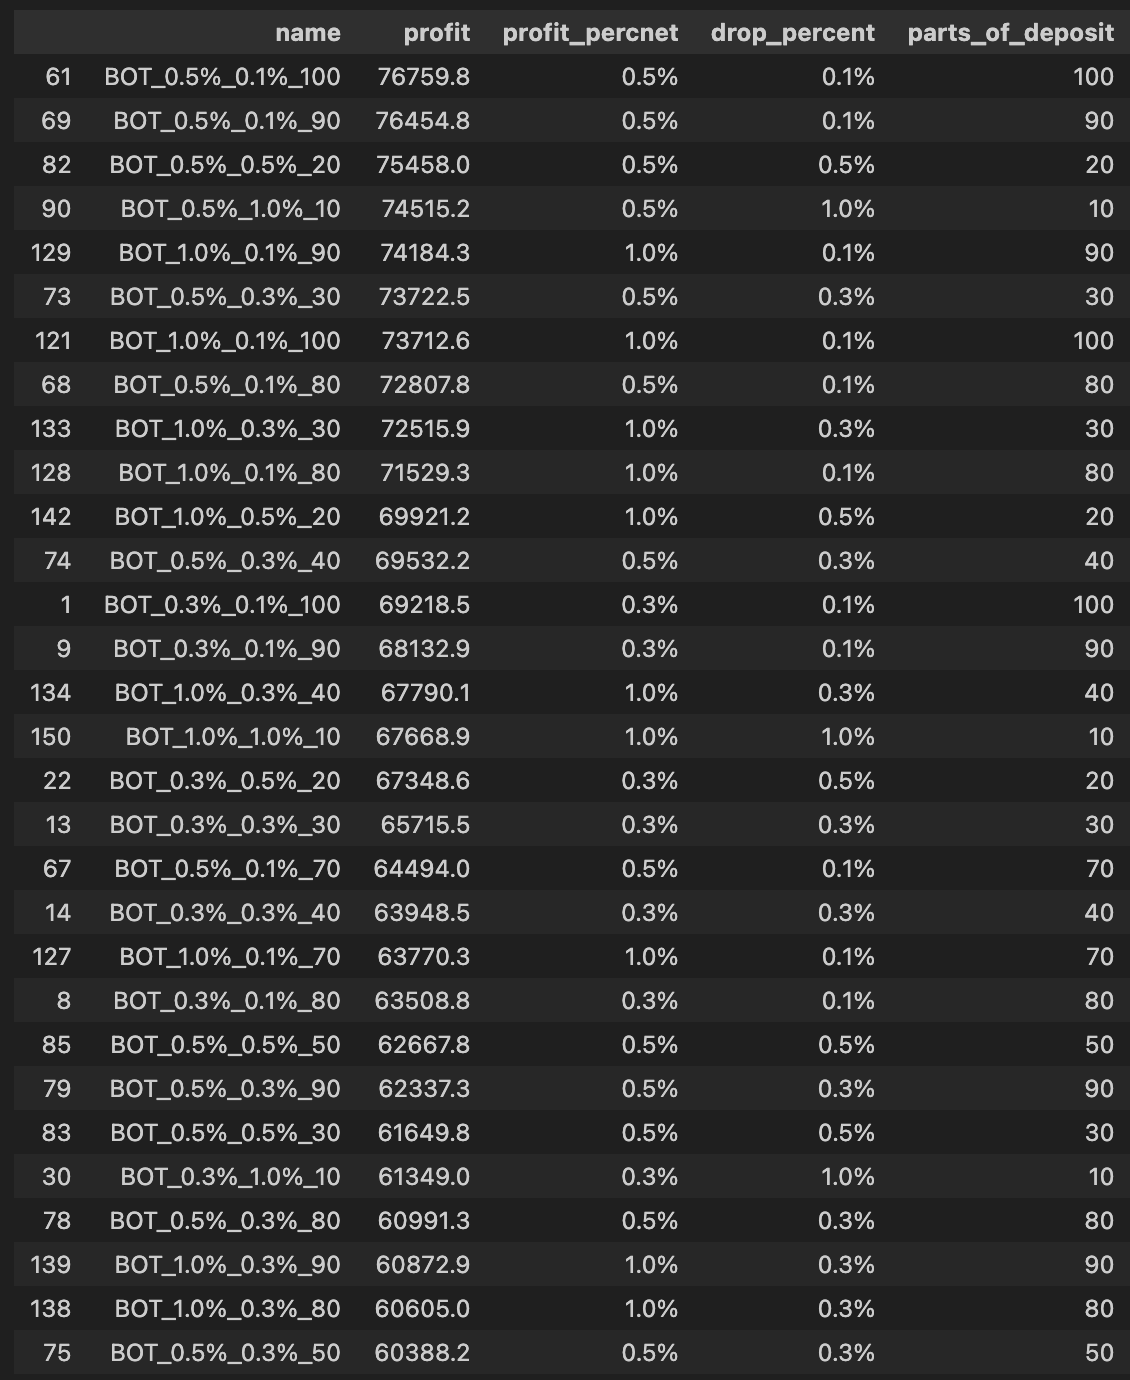 name profit profit_percnet drop_percent parts_of_deposit
61 BOT_0.5%_0.1%_100 76759.8 0.5% 0.1% 100
69 BOT_0.5%_0.1%_90 76454.8 0.5% 0.1% 90
82 BOT_0.5%_0.5%_20 75458.0 0.5% 0.5% 20
90 BOT_0.5%_1.0%_10 74515.2 0.5% 1.0% 10
129 BOT_1.0%_0.1%_90 74184.3 1.0% 0.1% 90
73 BOT_0.5%_0.3%_30 73722.5 0.5% 0.3% 30
121 BOT_1.0%_0.1%_100 73712.6 1.0% 0.1% 100
68 BOT_0.5%_0.1%_80 72807.8 0.5% 0.1% 80
133 BOT_1.0%_0.3%_30 72515.9 1.0% 0.3% 30
128 BOT_1.0%_0.1%_80 71529.3 1.0% 0.1% 80
142 BOT_1.0%_0.5%_20 69921.2 1.0% 0.5% 20
74 BOT_0.5%_0.3%_40 69532.2 0.5% 0.3% 40
1 BOT_0.3%_0.1%_100 69218.5 0.3% 0.1% 100
9 BOT_0.3%_0.1%_90 68132.9 0.3% 0.1% 90
134 BOT_1.0%_0.3%_40 67790.1 1.0% 0.3% 40
150 BOT_1.0%_1.0%_10 67668.9 1.0% 1.0% 10
22 BOT_0.3%_0.5%_20 67348.6 0.3% 0.5% 20
13 BOT_0.3%_0.3%_30 65715.5 0.3% 0.3% 30
67 BOT_0.5%_0.1%_70 64494.0 0.5% 0.1% 70
14 BOT_0.3%_0.3%_40 63948.5 0.3% 0.3% 40
127 BOT_1.0%_0.1%_70 63770.3 1.0% 0.1% 70
8 BOT_0.3%_0.1%_80 63508.8 0.3% 0.1% 80
85 BOT_0.5%_0.5%_50 62667.8 0.5% 0.5% 50
79 BOT_0.5%_0.3%_90 62337.3 0.5% 0.3% 90
83 BOT_0.5%_0.5%_30 61649.8 0.5% 0.5% 30
30 BOT_0.3%_1.0%_10 61349.0 0.3% 1.0% 10
78 BOT_0.5%_0.3%_80 60991.3 0.5% 0.3% 80
139 BOT_1.0%_0.3%_90 60872.9 1.0% 0.3% 90
138 BOT_1.0%_0.3%_80 60605.0 1.0% 0.3% 80
75 BOT_0.5%_0.3%_50 60388.2 0.5% 0.3% 50